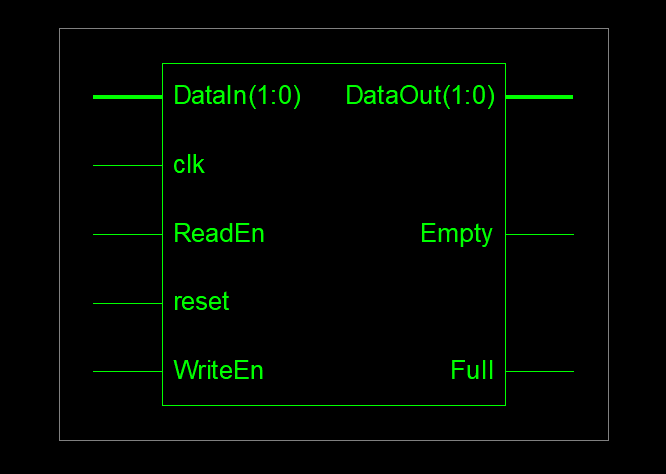 DataIn(1:0) DataOut(1:0)
clk
ReadEn Empty
reset
WriteEn Full